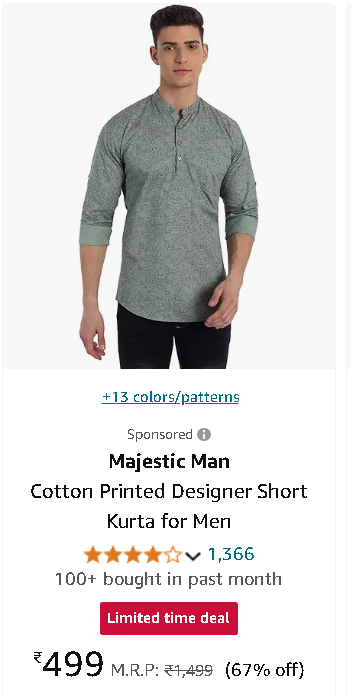 +13 colors/patterns
Sponsored
Majestic Man
Cotton Printed Designer Short
Kurta for Men
1,366
100+ bought in past month
Limited time deal
₹499 M.R.P: ₹1,499 (67% off)